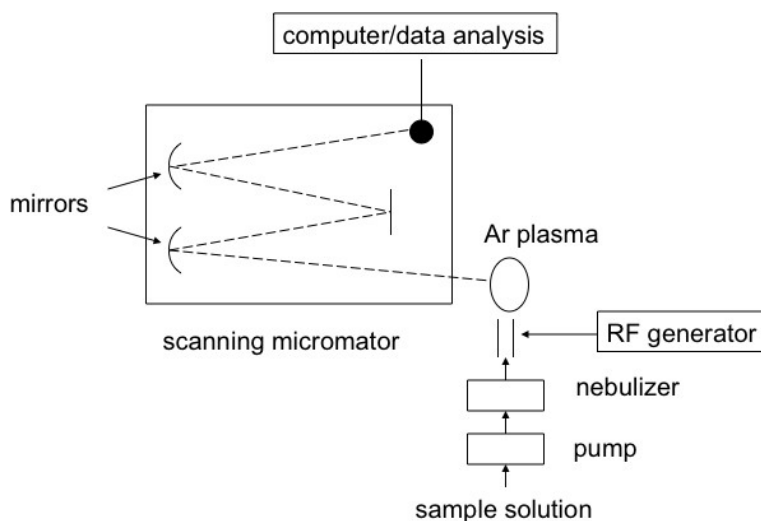 computer/data analysis
mirrors
Ar plasma
scanning micromator
RF generator
nebulizer
pump
sample solution